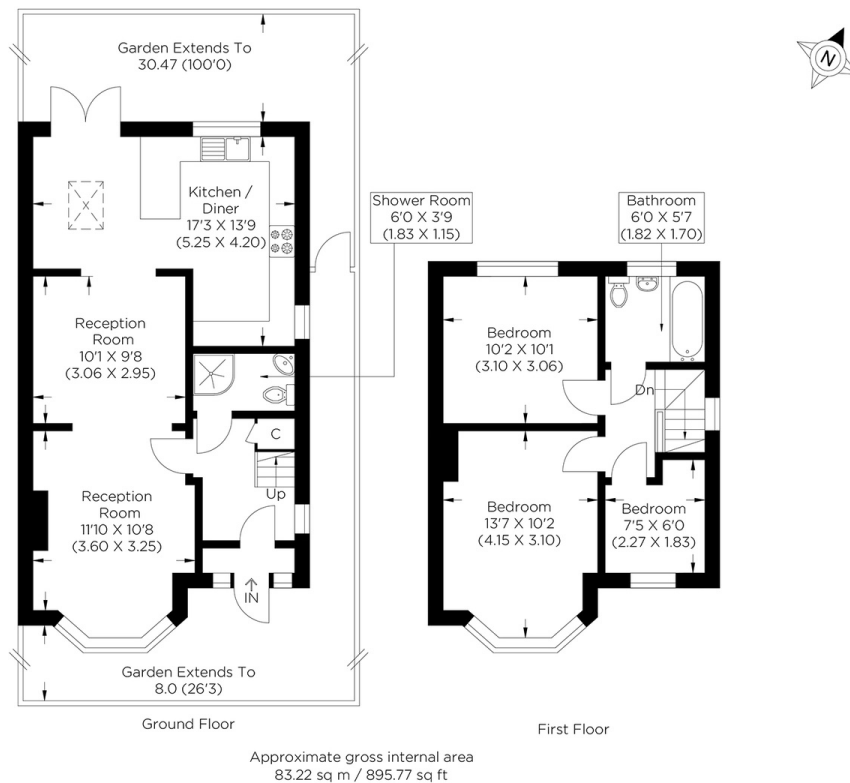 Garden Extends To
30.47 (100'0)
N
Kitchen /
Diner
17'3 X 13'9
(5.25 X 4.20)
X
Shower Room
6'0 X 3'9
(1.83 X 1.15)
Bathroom
6'0 X 5'7
(1.82 X 1.70)
Reception
Room
10'1 X 9'8
(3.06 X 2.95)
Bedroom
10'2 X 10'1
(3.10 X 3.06)
Dn
C
Up
Reception
Room
11'10 X 10'8
(3.60 X 3.25)
Bedroom
13'7 X 10'2
(4.15 X 3.10)
Bedroom
7'5 X 6'0
(2.27 X 1.83)
IN
Garden Extends To
8.0 (26'3)
Ground Floor
First Floor
Approximate gross internal area
83.22 sq m / 895.77 sq ft